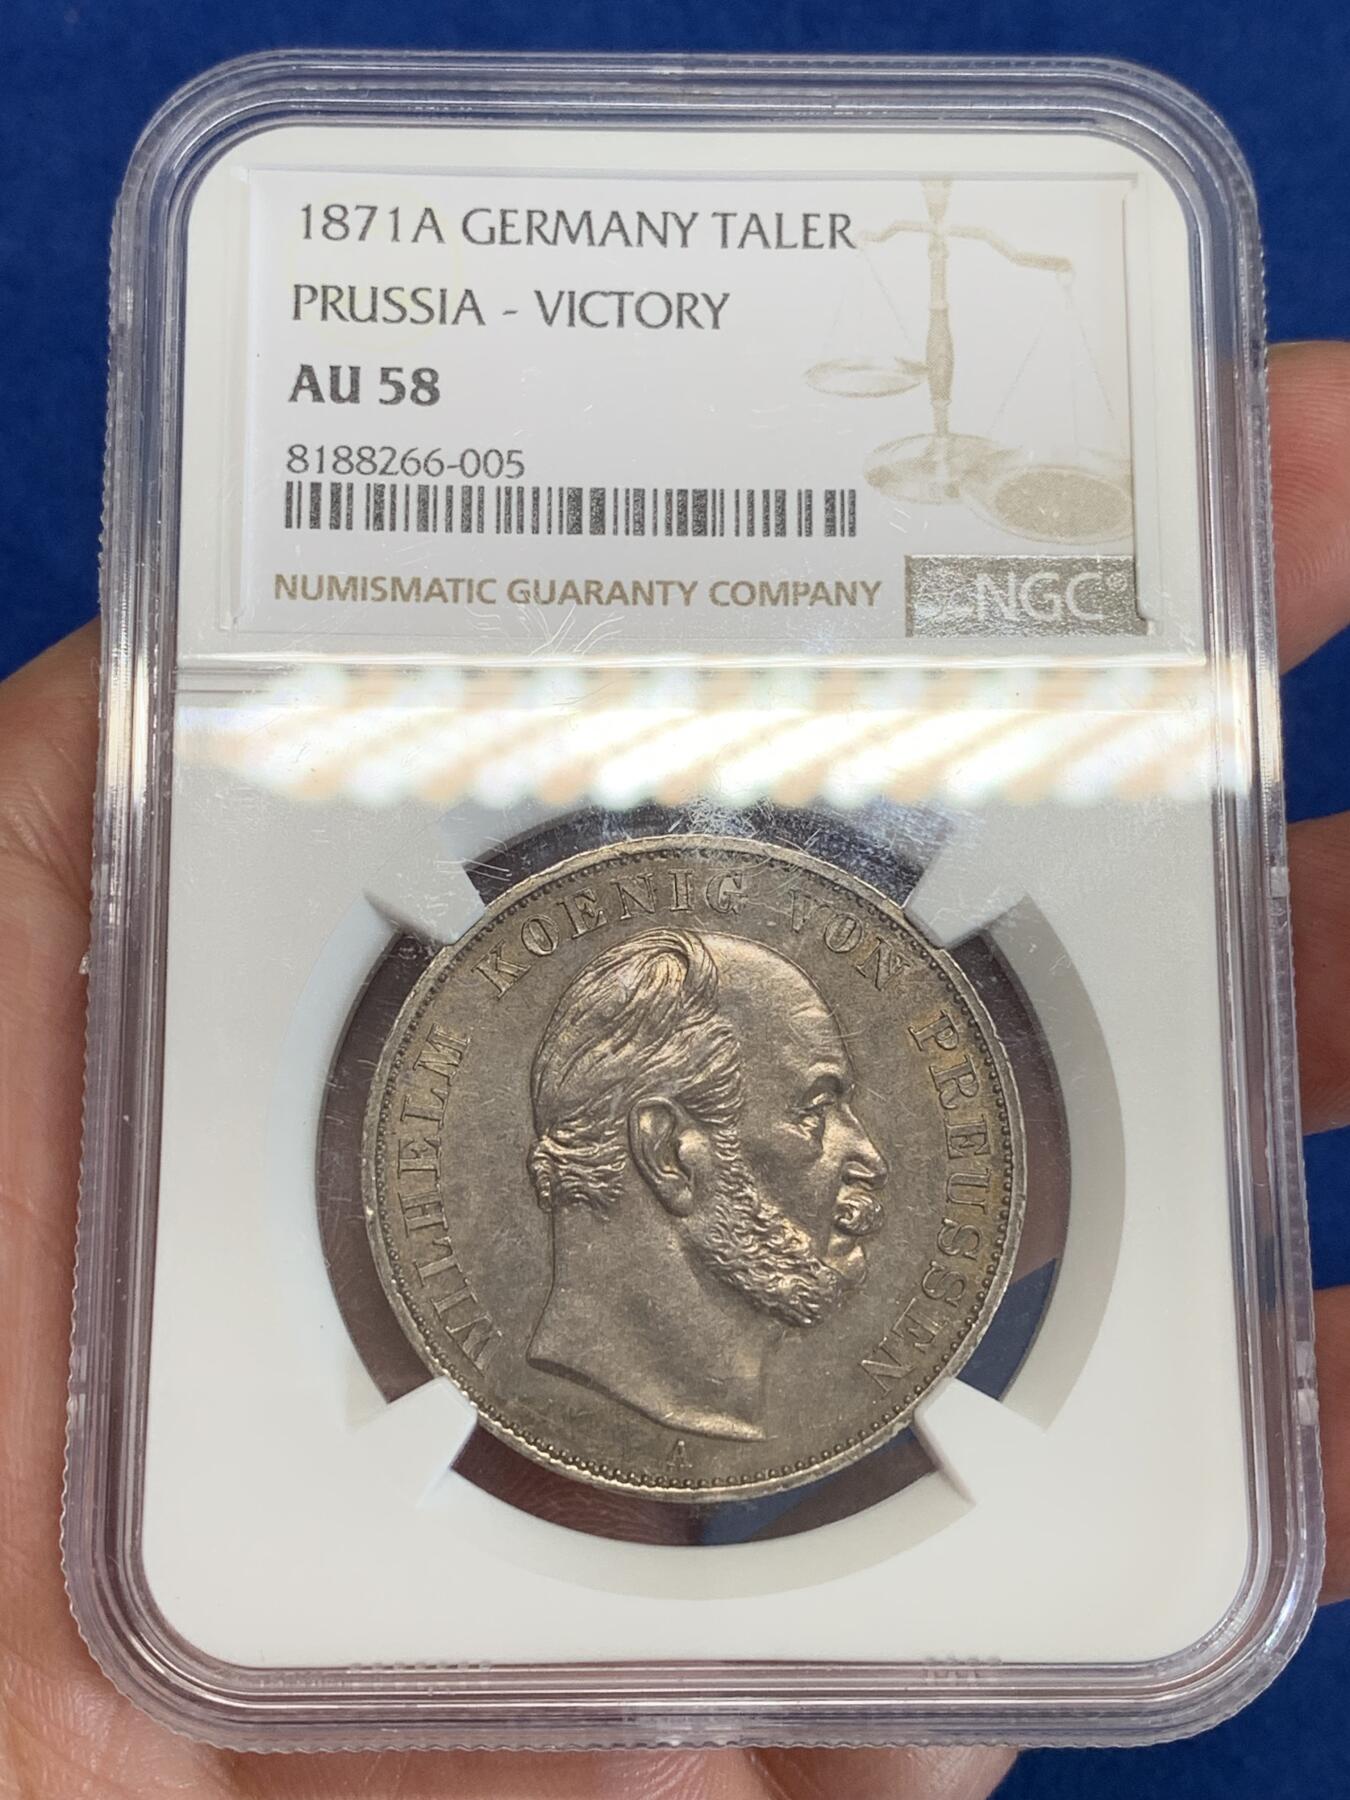 1871A GERMANY TALER
PRUSSIA - VICTORY
AU 58
8188266-005
NUMISMATIC GUARANTY COMPANY
NGC®
WILHELM KOENIG VON PREUSSEN
A